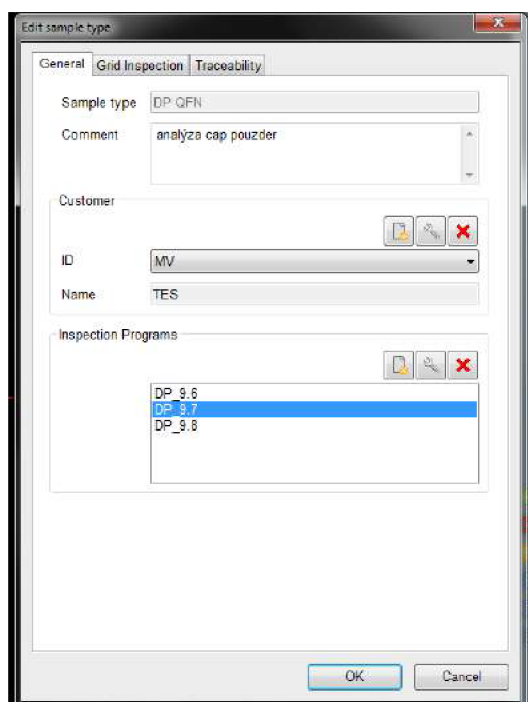 Edit sample type
General Grid Inspection Traceability
Sample type DP QFN
Comment analýza cap pouzder
Customer
ID MV
Name TES
Inspection Programs
DP_9.6
DP_9.7
DP_9.8
OK Cancel